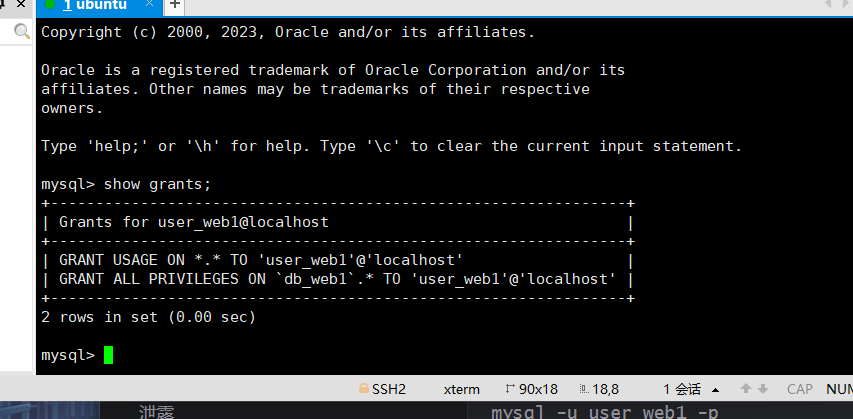 1 ubuntu
Copyright (c) 2000, 2023, Oracle and/or its affiliates.
Oracle is a registered trademark of Oracle Corporation and/or its
affiliates. Other names may be trademarks of their respective
owners.
Type 'help;' or '\h' for help. Type '\c' to clear the current input statement.
mysql> show grants;
+---------------------------------------------------------------+
| Grants for user_web1@localhost                                |
+---------------------------------------------------------------+
| GRANT USAGE ON *.* TO 'user_web1'@'localhost'                 |
| GRANT ALL PRIVILEGES ON `db_web1`.* TO 'user_web1'@'localhost' |
+---------------------------------------------------------------+
2 rows in set (0.00 sec)
mysql>
SSH2 xterm 90x18 18,8 1 会话 CAP NUM
泄露 mysql -u user_web1 -p